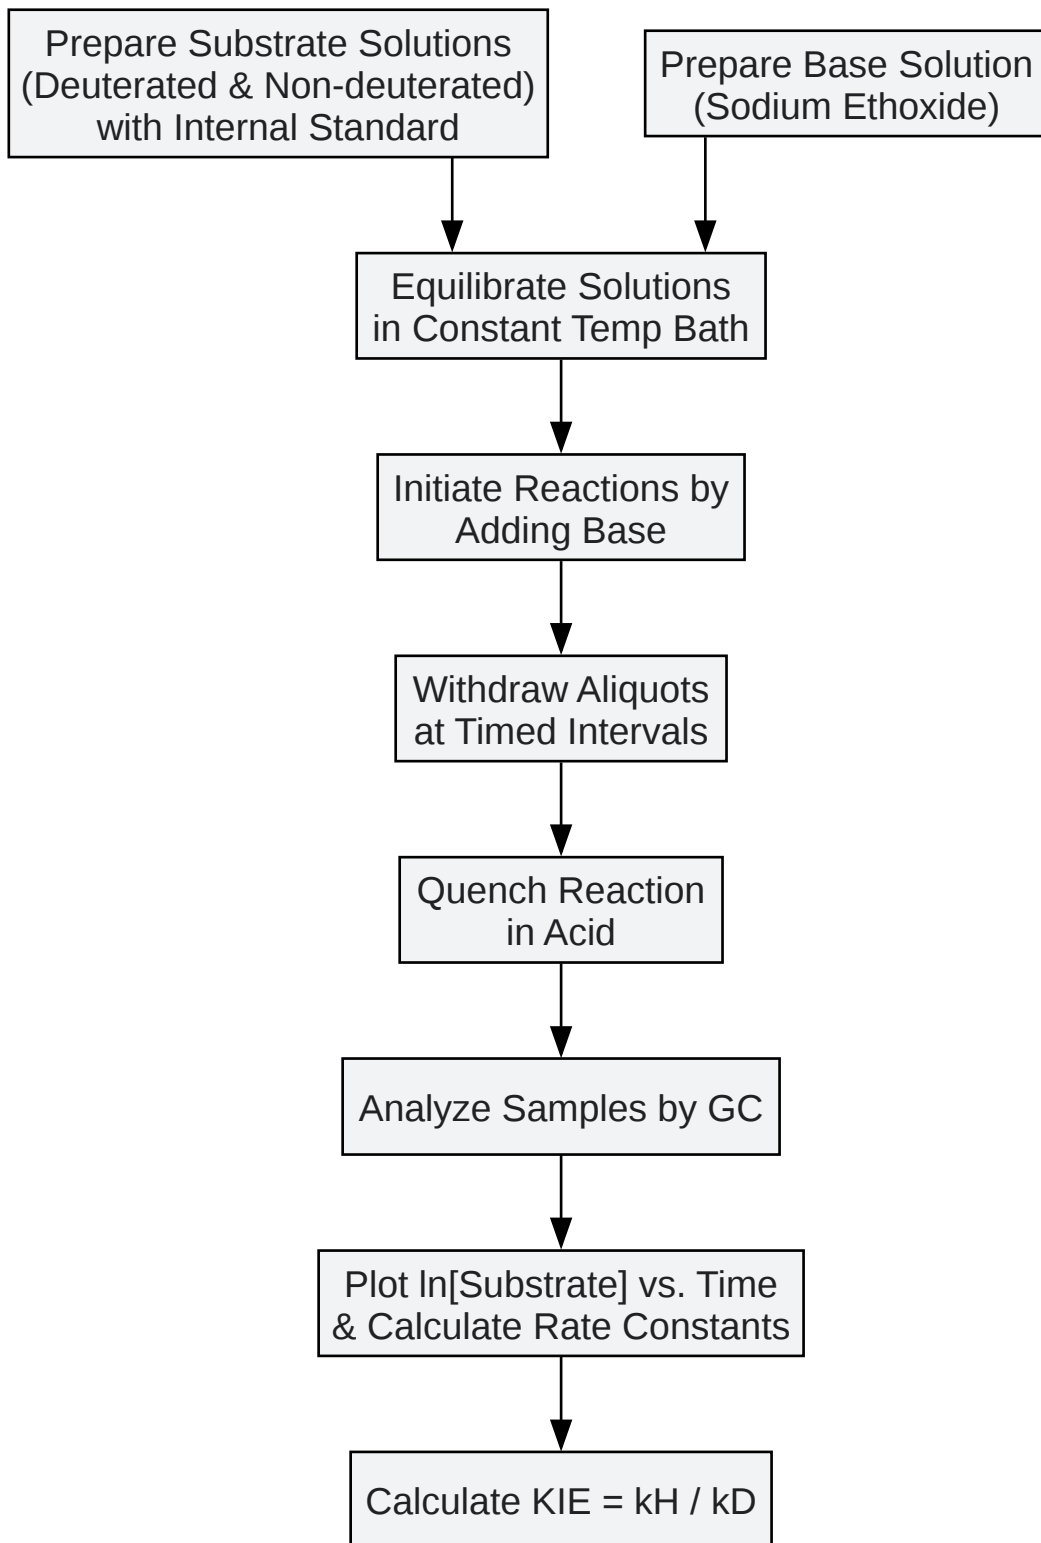 Prepare Substrate Solutions
(Deuterated & Non-deuterated)
with Internal Standard
Prepare Base Solution
(Sodium Ethoxide)
Equilibrate Solutions
in Constant Temp Bath
Initiate Reactions by
Adding Base
Withdraw Aliquots
at Timed Intervals
Quench Reaction
in Acid
Analyze Samples by GC
Plot ln[Substrate] vs. Time
& Calculate Rate Constants
Calculate KIE = kH / kD